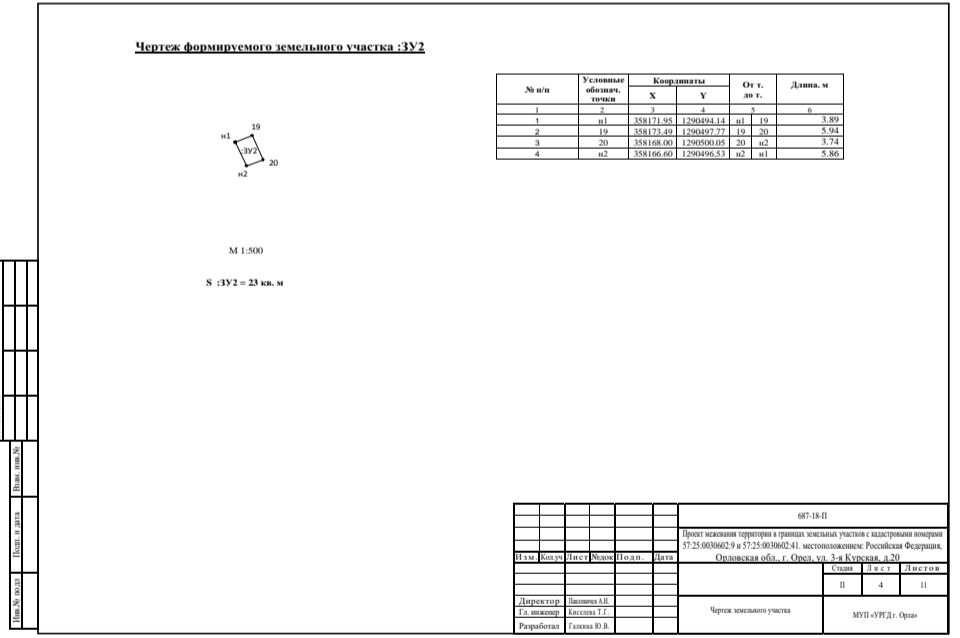 Чертеж формируемого земельного участка :ЗУ2
19
н1
:ЗУ2
20
н2
М 1:500
S :ЗУ2 = 23 кв. м
№ п/п Условные обознач. точки Координаты От т. до т. Длина. м
X Y
1 2 3 4 5 6
1 н1 358171.95 1290494.14 н1 19 3.89
2 19 358173.49 1290497.77 19 20 5.94
3 20 358168.00 1290500.05 20 н2 3.74
4 н2 358166.60 1290496.53 н2 н1 5.86
Взам. инв.№
Подп. и дата
Инв.№ подл
687-18-П
Проект межевания территории в границах земельных участков с кадастровыми номерами
57:25:0030602:9 и 57:25:0030602:41. местоположением: Российская Федерация,
Орловская обл., г. Орел, ул. 3-я Курская, д.20
Изм. Кол.уч Лист №док Подп. Дата
Стадия Лист Листов
П 4 11
Директор Павловичев А.И.
Гл. инженер Киселева Т.Г.
Разработал Галкина Ю.В.
Чертеж земельного участка
МУП «УРГД г. Орла»